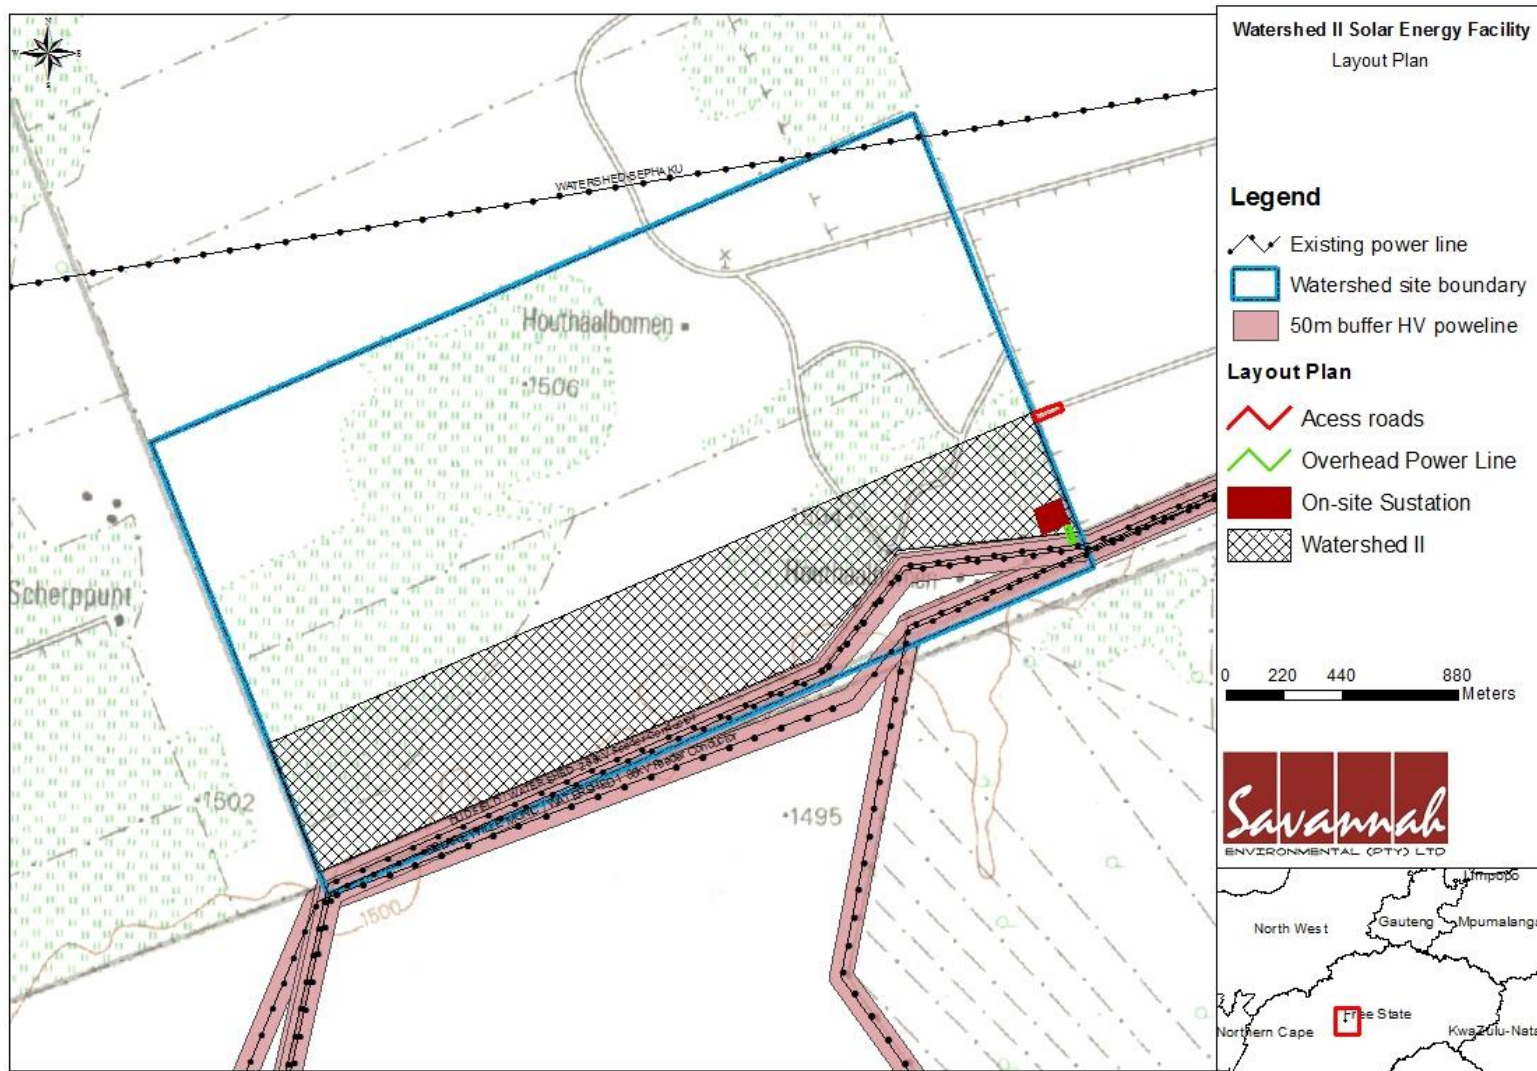 Watershed II Solar Energy Facility
Layout Plan
N
W
E
S
WATERSHED-SEPHAKU
Houthaalbomen
1506
Scherppunt
1502
1495
1500
Legend
Existing power line
Watershed site boundary
50m buffer HV poweline
Layout Plan
Acess roads
Overhead Power Line
On-site Sustation
Watershed II
0 220 440 880
Meters
Savannah
ENVIRONMENTAL (PTY) LTD
Limpopo
North West
Gauteng
Mpumalanga
Free State
Northern Cape
KwaZulu-Nata